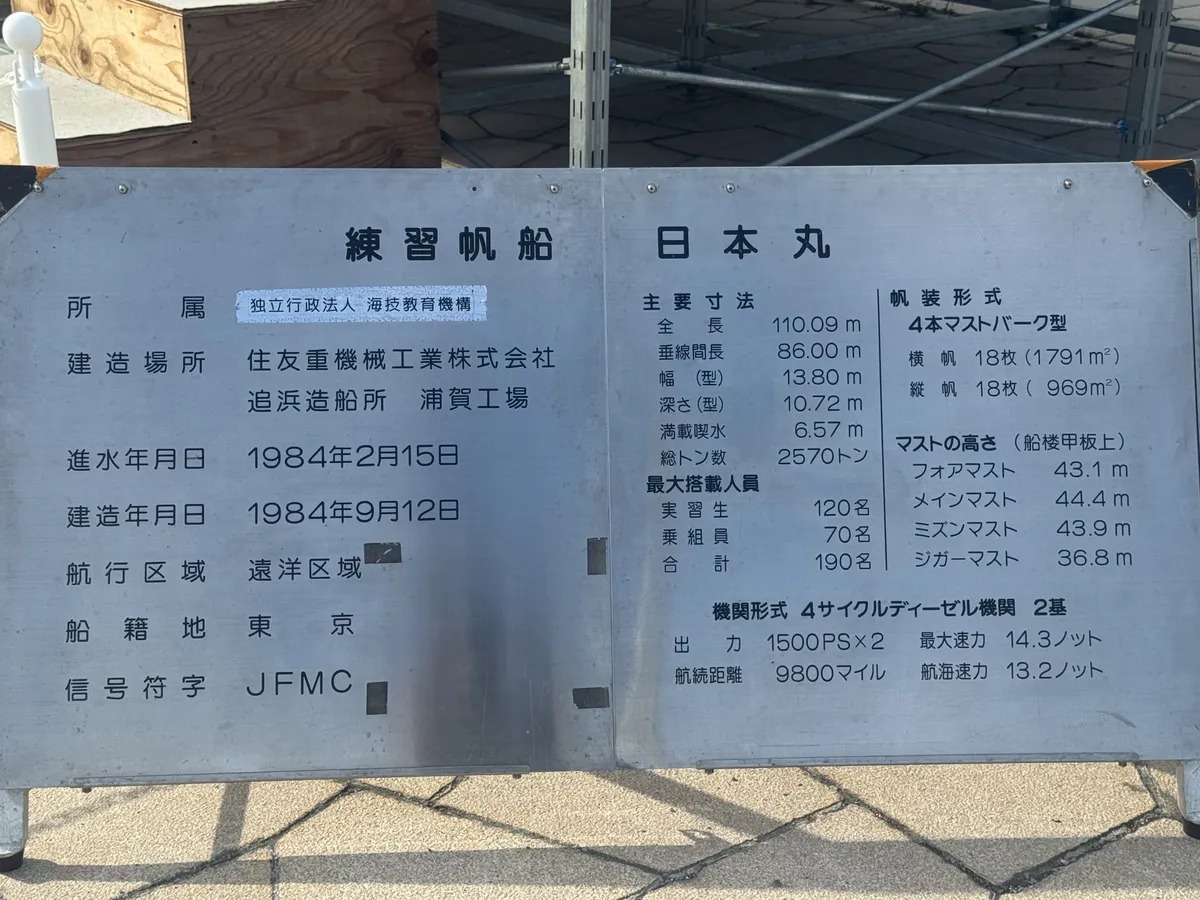 練習帆船 日本丸
所属 独立行政法人 海技教育機構
建造場所 住友重機械工業株式会社
追浜造船所 浦賀工場
進水年月日 1984年2月15日
建造年月日 1984年9月12日
航行区域 遠洋区域
船籍地 東京
信号符字 JFMC
主要寸法
全長 110.09 m
垂線間長 86.00 m
幅(型) 13.80 m
深さ(型) 10.72 m
満載喫水 6.57 m
総トン数 2570トン
最大搭載人員
実習生 120名
乗組員 70名
合計 190名
帆装形式
4本マストバーク型
横帆 18枚(1791㎡)
縦帆 18枚( 969㎡)
マストの高さ (船楼甲板上)
フォアマスト 43.1 m
メインマスト 44.4 m
ミズンマスト 43.9 m
ジガーマスト 36.8 m
機関形式 4サイクルディーゼル機関 2基
出力 1500PS×2 最大速力 14.3ノット
航続距離 9800マイル 航海速力 13.2ノット